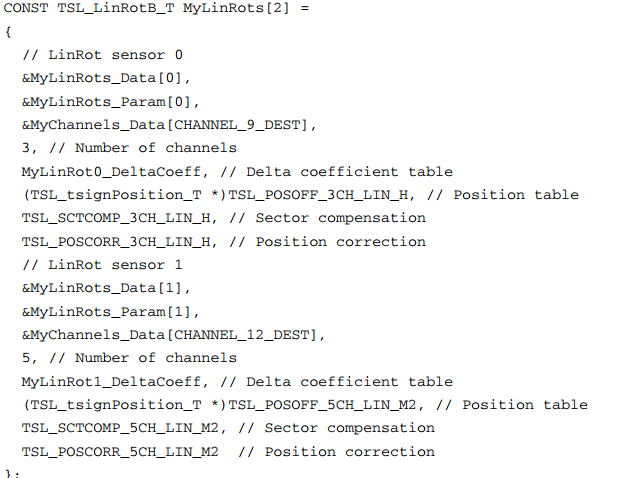 CONST TSL_LinRotB_T MyLinRots[2] =
{
// LinRot sensor 0
&MyLinRots_Data[0],
&MyLinRots_Param[0],
&MyChannels_Data[CHANNEL_9_DEST],
3, // Number of channels
MyLinRot0_DeltaCoeff, // Delta coefficient table
(TSL_tsignPosition_T *)TSL_POSOFF_3CH_LIN_H, // Position table
TSL_SCTCOMP_3CH_LIN_H, // Sector compensation
TSL_POSCORR_3CH_LIN_H, // Position correction
// LinRot sensor 1
&MyLinRots_Data[1],
&MyLinRots_Param[1],
&MyChannels_Data[CHANNEL_12_DEST],
5, // Number of channels
MyLinRot1_DeltaCoeff, // Delta coefficient table
(TSL_tsignPosition_T *)TSL_POSOFF_5CH_LIN_M2, // Position table
TSL_SCTCOMP_5CH_LIN_M2, // Sector compensation
TSL_POSCORR_5CH_LIN_M2  // Position correction
};